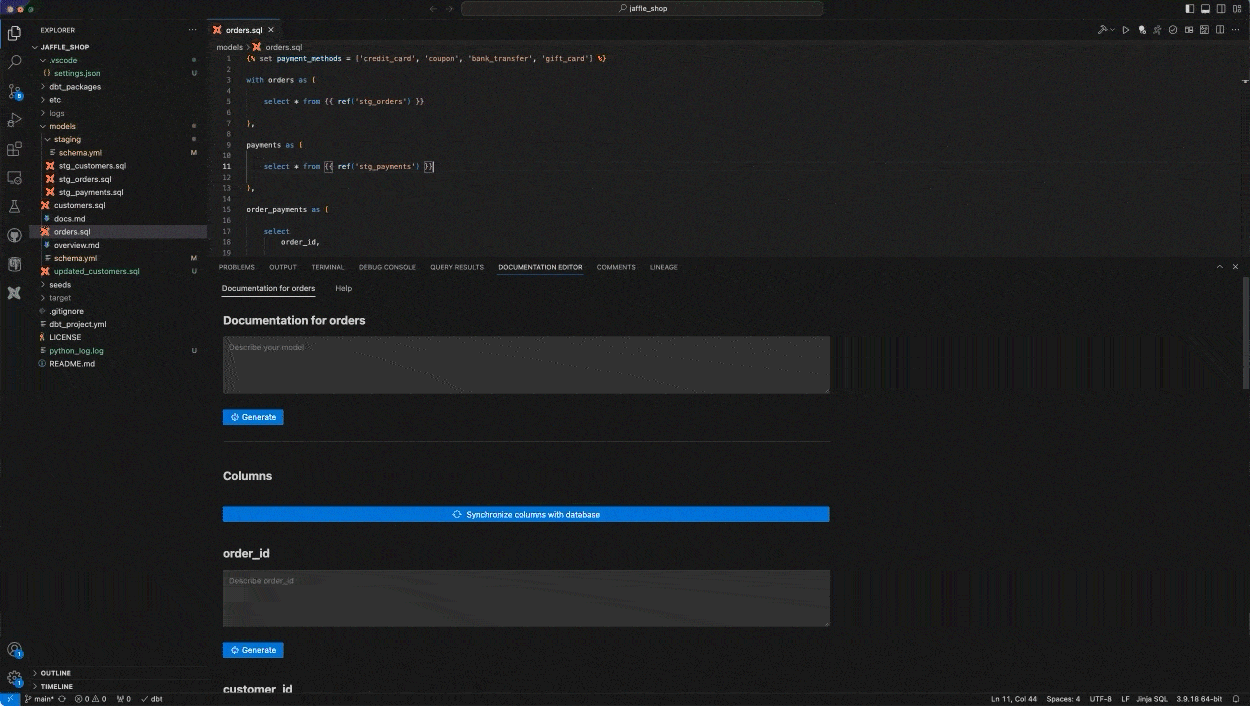 jaffle_shop
EXPLORER
JAFFLE_SHOP
.vscode
settings.json U
dbt_packages
etc
logs
models
staging
schema.yml M
stg_customers.sql
stg_orders.sql
stg_payments.sql
customers.sql
docs.md
orders.sql
overview.md
schema.yml M
updated_customers.sql U
seeds
target
.gitignore
dbt_project.yml
LICENSE
python_log.log U
README.md
OUTLINE
TIMELINE
orders.sql
models > orders.sql
1 {% set payment_methods = ['credit_card', 'coupon', 'bank_transfer', 'gift_card'] %}
2
3 with orders as (
4
5 select * from {{ ref('stg_orders') }}
6
7 ),
8
9 payments as (
10
11 select * from {{ ref('stg_payments') }}
12
13 ),
14
15 order_payments as (
16
17 select
18 order_id,
19
PROBLEMS OUTPUT TERMINAL DEBUG CONSOLE QUERY RESULTS DOCUMENTATION EDITOR COMMENTS LINEAGE
Documentation for orders Help
Documentation for orders
Describe your model
Generate
Columns
Synchronize columns with database
order_id
Describe order_id
Generate
customer_id
main* 0 0 0 dbt
Ln 11, Col 44 Spaces: 4 UTF-8 LF Jinja SQL 3.9.18 64-bit